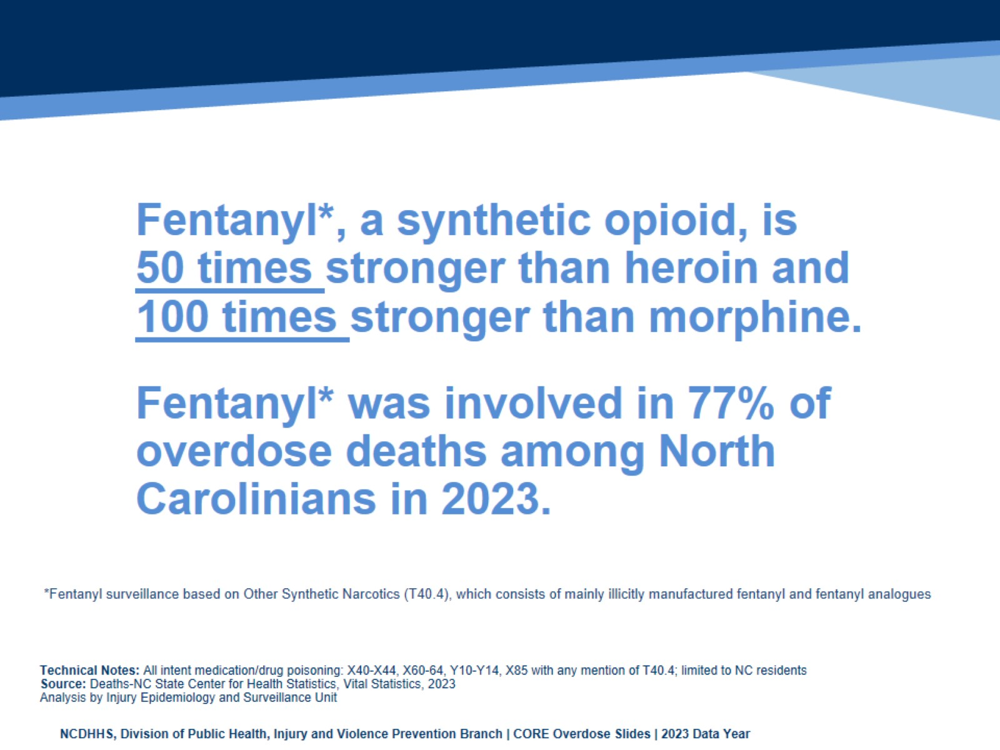 Fentanyl*, a synthetic opioid, is
50 times stronger than heroin and
100 times stronger than morphine.
Fentanyl* was involved in 77% of
overdose deaths among North
Carolinians in 2023.
*Fentanyl surveillance based on Other Synthetic Narcotics (T40.4), which consists of mainly illicitly manufactured fentanyl and fentanyl analogues
Technical Notes: All intent medication/drug poisoning: X40-X44, X60-64, Y10-Y14, X85 with any mention of T40.4; limited to NC residents
Source: Deaths-NC State Center for Health Statistics, Vital Statistics, 2023
Analysis by Injury Epidemiology and Surveillance Unit
NCDHHS, Division of Public Health, Injury and Violence Prevention Branch | CORE Overdose Slides | 2023 Data Year